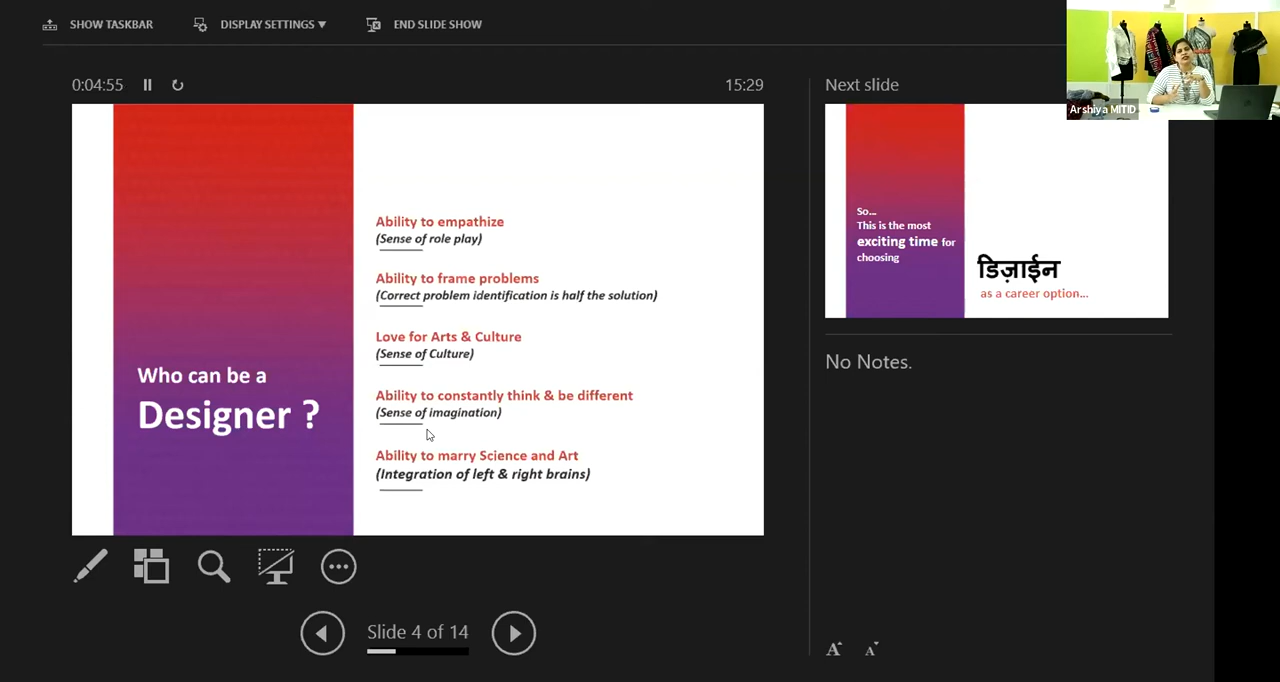 SHOW TASKBAR
DISPLAY SETTINGS ▼
END SLIDE SHOW
0:04:55
15:29
Who can be a
Designer ?
Ability to empathize
(Sense of role play)
Ability to frame problems
(Correct problem identification is half the solution)
Love for Arts & Culture
(Sense of Culture)
Ability to constantly think & be different
(Sense of imagination)
Ability to marry Science and Art
(Integration of left & right brains)
Slide 4 of 14
Next slide
So...
This is the most
exciting time for
choosing
डिज़ाईन
as a career option...
No Notes.
A A
Arshiya MITID